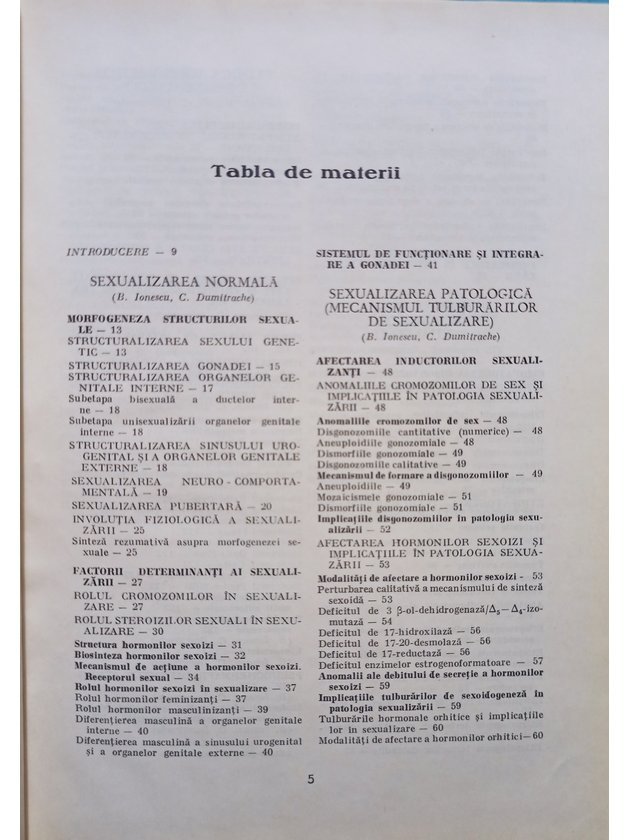 Tabla de materii
INTRODUCERE — 9
SEXUALIZAREA NORMALĂ
(B. Ionescu, C. Dumitrache)
MORFOGENEZA STRUCTURILOR SEXUA-
LE — 13
STRUCTURALIZAREA SEXULUI GENE-
TIC — 13
STRUCTURALIZAREA GONADEI — 15
STRUCTURALIZAREA ORGANELOR GE-
NITALE INTERNE — 17
Subetapa bisexuală a ductelor inter-
ne — 18
Subetapa unisexualizării organelor genitale
interne — 18
STRUCTURALIZAREA SINUSULUI URO-
GENITAL ȘI A ORGANELOR GENITALE
EXTERNE — 18
SEXUALIZAREA NEURO-COMPORTA-
MENTALĂ — 19
SEXUALIZAREA PUBERTARĂ — 20
INVOLUȚIA FIZIOLOGICĂ A SEXUALI-
ZĂRII — 25
Sinteză rezumativă asupra morfogenezei se-
xuale — 25
FACTORII DETERMINANȚI AI SEXUALI-
ZĂRII — 27
ROLUL CROMOZOMILOR ÎN SEXUALI-
ZARE — 27
ROLUL STEROIZILOR SEXUALI ÎN SEXU-
ALIZARE — 30
Structura hormonilor sexoizi — 31
Biosinteza hormonilor sexoizi — 32
Mecanismul de acțiune a hormonilor sexoizi.
Receptorul sexual — 34
Rolul hormonilor sexoizi în sexualizare — 37
Rolul hormonilor feminizanți — 37
Rolul hormonilor masculinizanți — 39
Diferențierea masculină a organelor genitale
interne — 40
Diferențierea masculină a sinusului urogenital
și a organelor genitale externe — 40
SISTEMUL DE FUNCȚIONARE ȘI INTEGRA-
RE A GONADEI — 41
SEXUALIZAREA PATOLOGICĂ
(MECANISMUL TULBURĂRILOR
DE SEXUALIZARE)
(B. Ionescu, C. Dumitrache)
AFECTAREA INDUCTORILOR SEXUALI-
ZANȚI — 48
ANOMALIILE CROMOZOMILOR DE SEX ȘI
IMPLICAȚIILE ÎN PATOLOGIA SEXUALI-
ZĂRII — 48
Anomaliile cromozomilor de sex — 48
Disgonozomiile cantitative (numerice) — 48
Aneuploidiile gonozomiale — 48
Dismorfiile gonozomiale — 49
Disgonozomiile calitative — 49
Mecanismul de formare a disgonozomiilor — 49
Aneuploidiile — 49
Mozaicismele gonozomiale — 51
Dismorfiile gonozomiale — 51
Implicațiile disgonozomiilor în patologia sexu-
alizării — 52
AFECTAREA HORMONILOR SEXOIZI ȘI
IMPLICAȚIILE ÎN PATOLOGIA SEXUA-
ZĂRII — 53
Modalități de afectare a hormonilor sexoizi - 53
Perturbarea calitativă a mecanismului de sinteză
sexoidă — 53
Deficitul de 3 β-ol-dehidrogenază/Δ5—Δ4-izo-
mutază — 54
Deficitul de 17-hidroxilază — 56
Deficitul de 17-20-desmolază — 56
Deficitul de 17-reductază — 56
Deficitul enzimelor estrogenoformatoare — 57
Anomalii ale debitului de secreție a hormonilor
sexoizi — 59
Implicațiile tulburărilor de sexoidogeneză în
patologia sexualizării — 59
Tulburările hormonale orhitice și implicațiile
lor în sexualizare — 60
Modalități de afectare a hormonilor orhitici—60
5